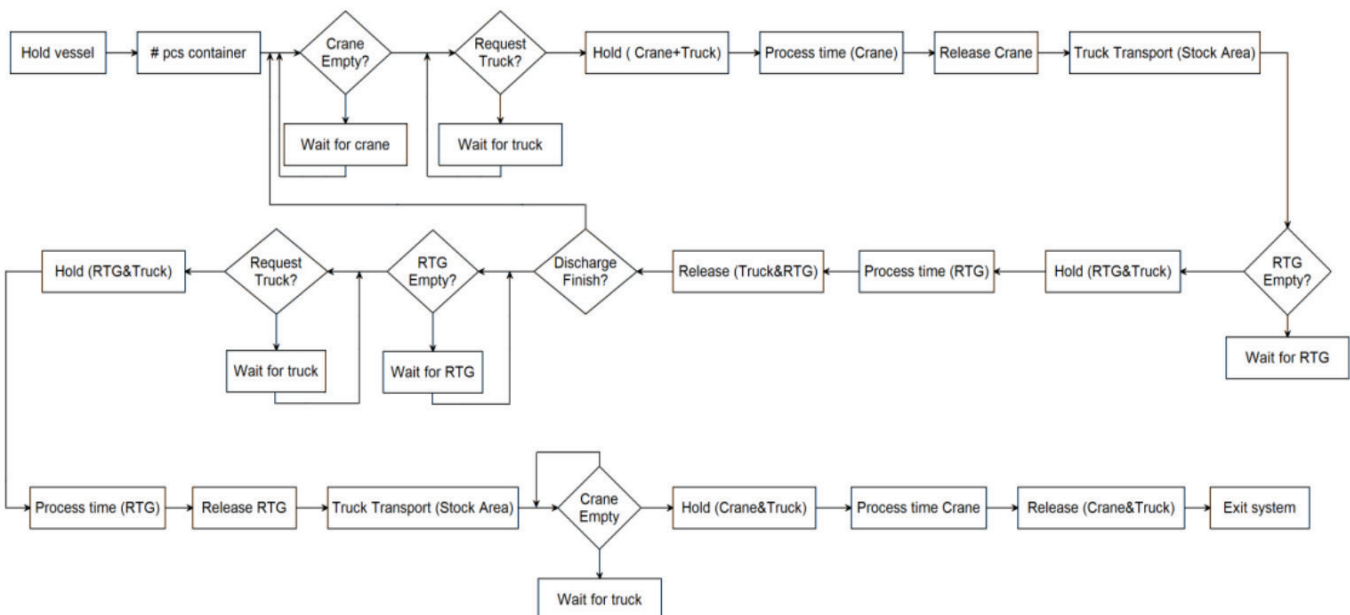 Hold vessel
# pcs container
Crane
Empty?
Request
Truck?
Hold ( Crane+Truck)
Process time (Crane)
Release Crane
Truck Transport (Stock Area)
Wait for crane
Wait for truck
RTG
Empty?
Hold (RTG&Truck)
Process time (RTG)
Release (Truck&RTG)
Discharge
Finish?
RTG
Empty?
Request
Truck?
Hold (RTG&Truck)
Wait for RTG
Wait for RTG
Wait for truck
Process time (RTG)
Release RTG
Truck Transport (Stock Area)
Crane
Empty
Hold (Crane&Truck)
Process time Crane
Release (Crane&Truck)
Exit system
Wait for truck